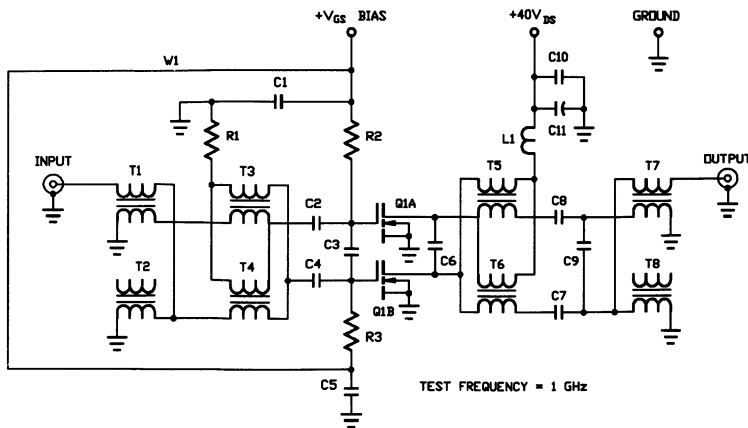 +VGS BIAS
+40VDS
GROUND
W1
C10
C1
C11
R1
R2
L1
INPUT
OUTPUT
T1
T3
T5
T7
C2
Q1A
C8
C3
C6
C9
T2
T4
C4
T6
T8
Q1B
C7
R3
C5
TEST FREQUENCY = 1 GHz